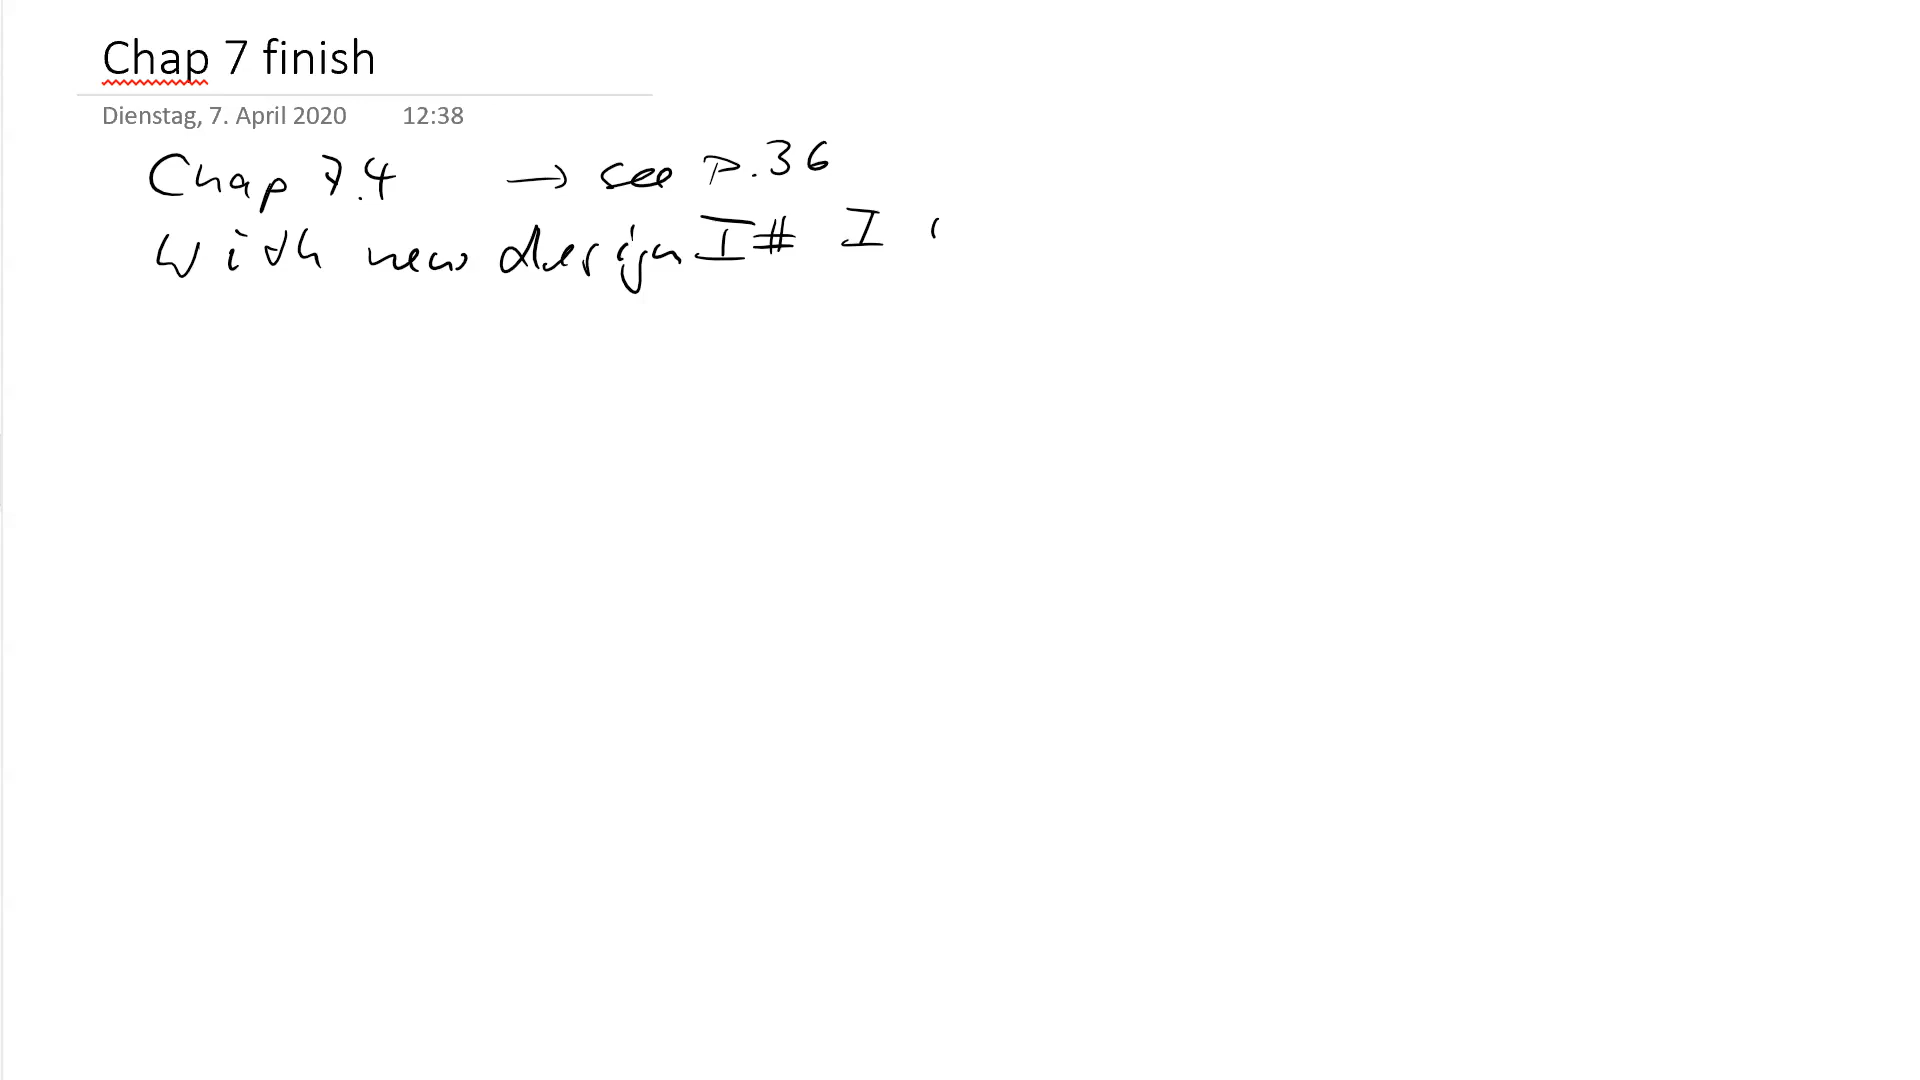 Chap 7 finish
Dienstag, 7. April 2020 12:38
Chap 7.4 → see p.36
With new design I# I (